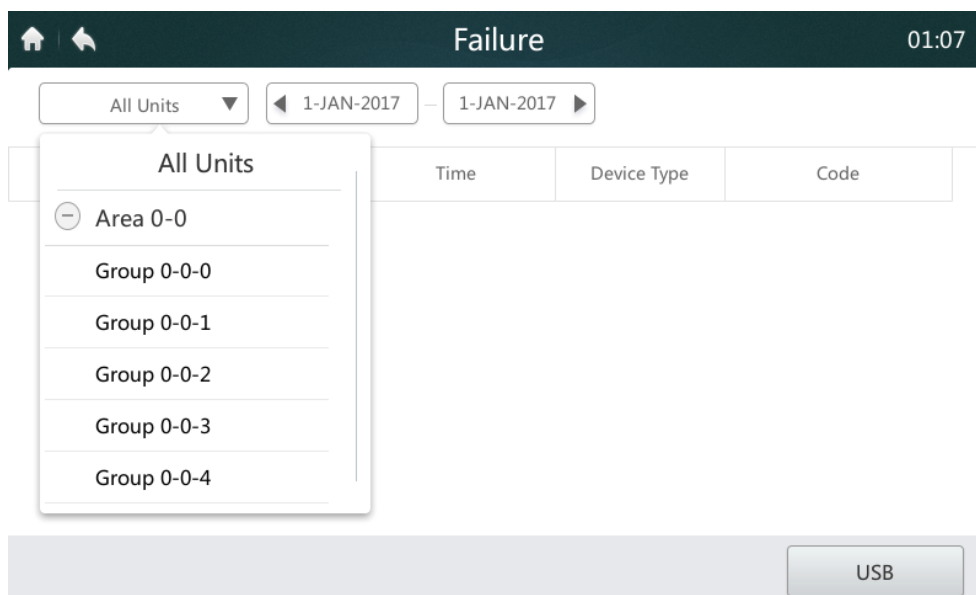 Failure 01:07
All Units 1-JAN-2017 – 1-JAN-2017
All Units
Time Device Type Code
Area 0-0
Group 0-0-0
Group 0-0-1
Group 0-0-2
Group 0-0-3
Group 0-0-4
USB